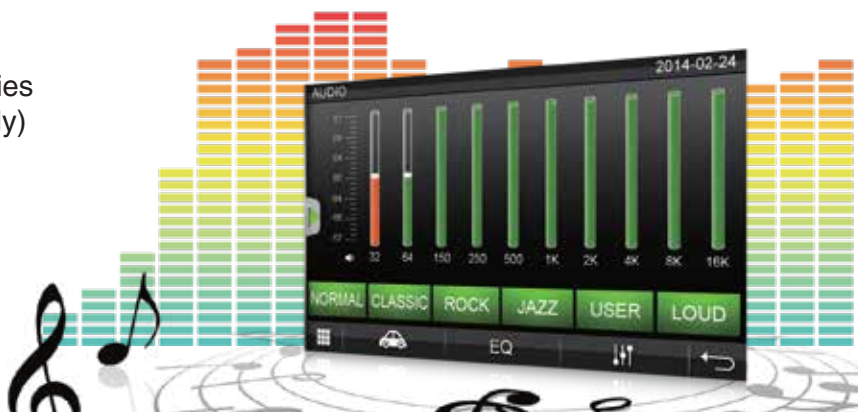 ies
ly)
2014-02-24
AUDIO
32 64 150 250 500 1K 2K 4K 8K 16K
NORMAL CLASSIC ROCK JAZZ USER LOUD
EQ